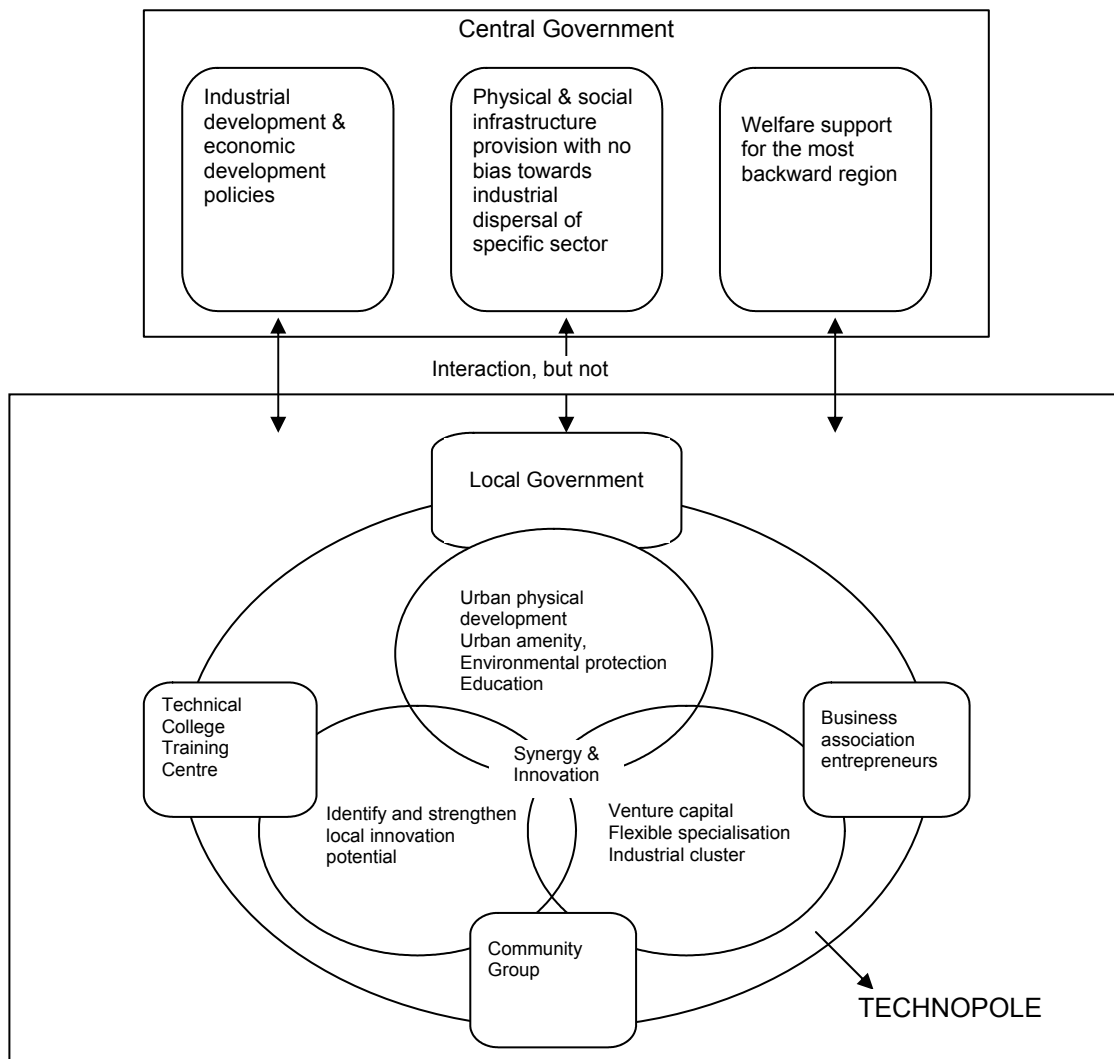 Central Government
Industrial
development &
economic
development
policies
Physical & social
infrastructure
provision with no
bias towards
industrial
dispersal of
specific sector
Welfare support
for the most
backward region
Interaction, but not
Local Government
Urban physical
development
Urban amenity,
Environmental protection
Education
Technical
College
Training
Centre
Business
association
entrepreneurs
Synergy &
Innovation
Identify and strengthen
local innovation
potential
Venture capital
Flexible specialisation
Industrial cluster
Community
Group
TECHNOPOLE